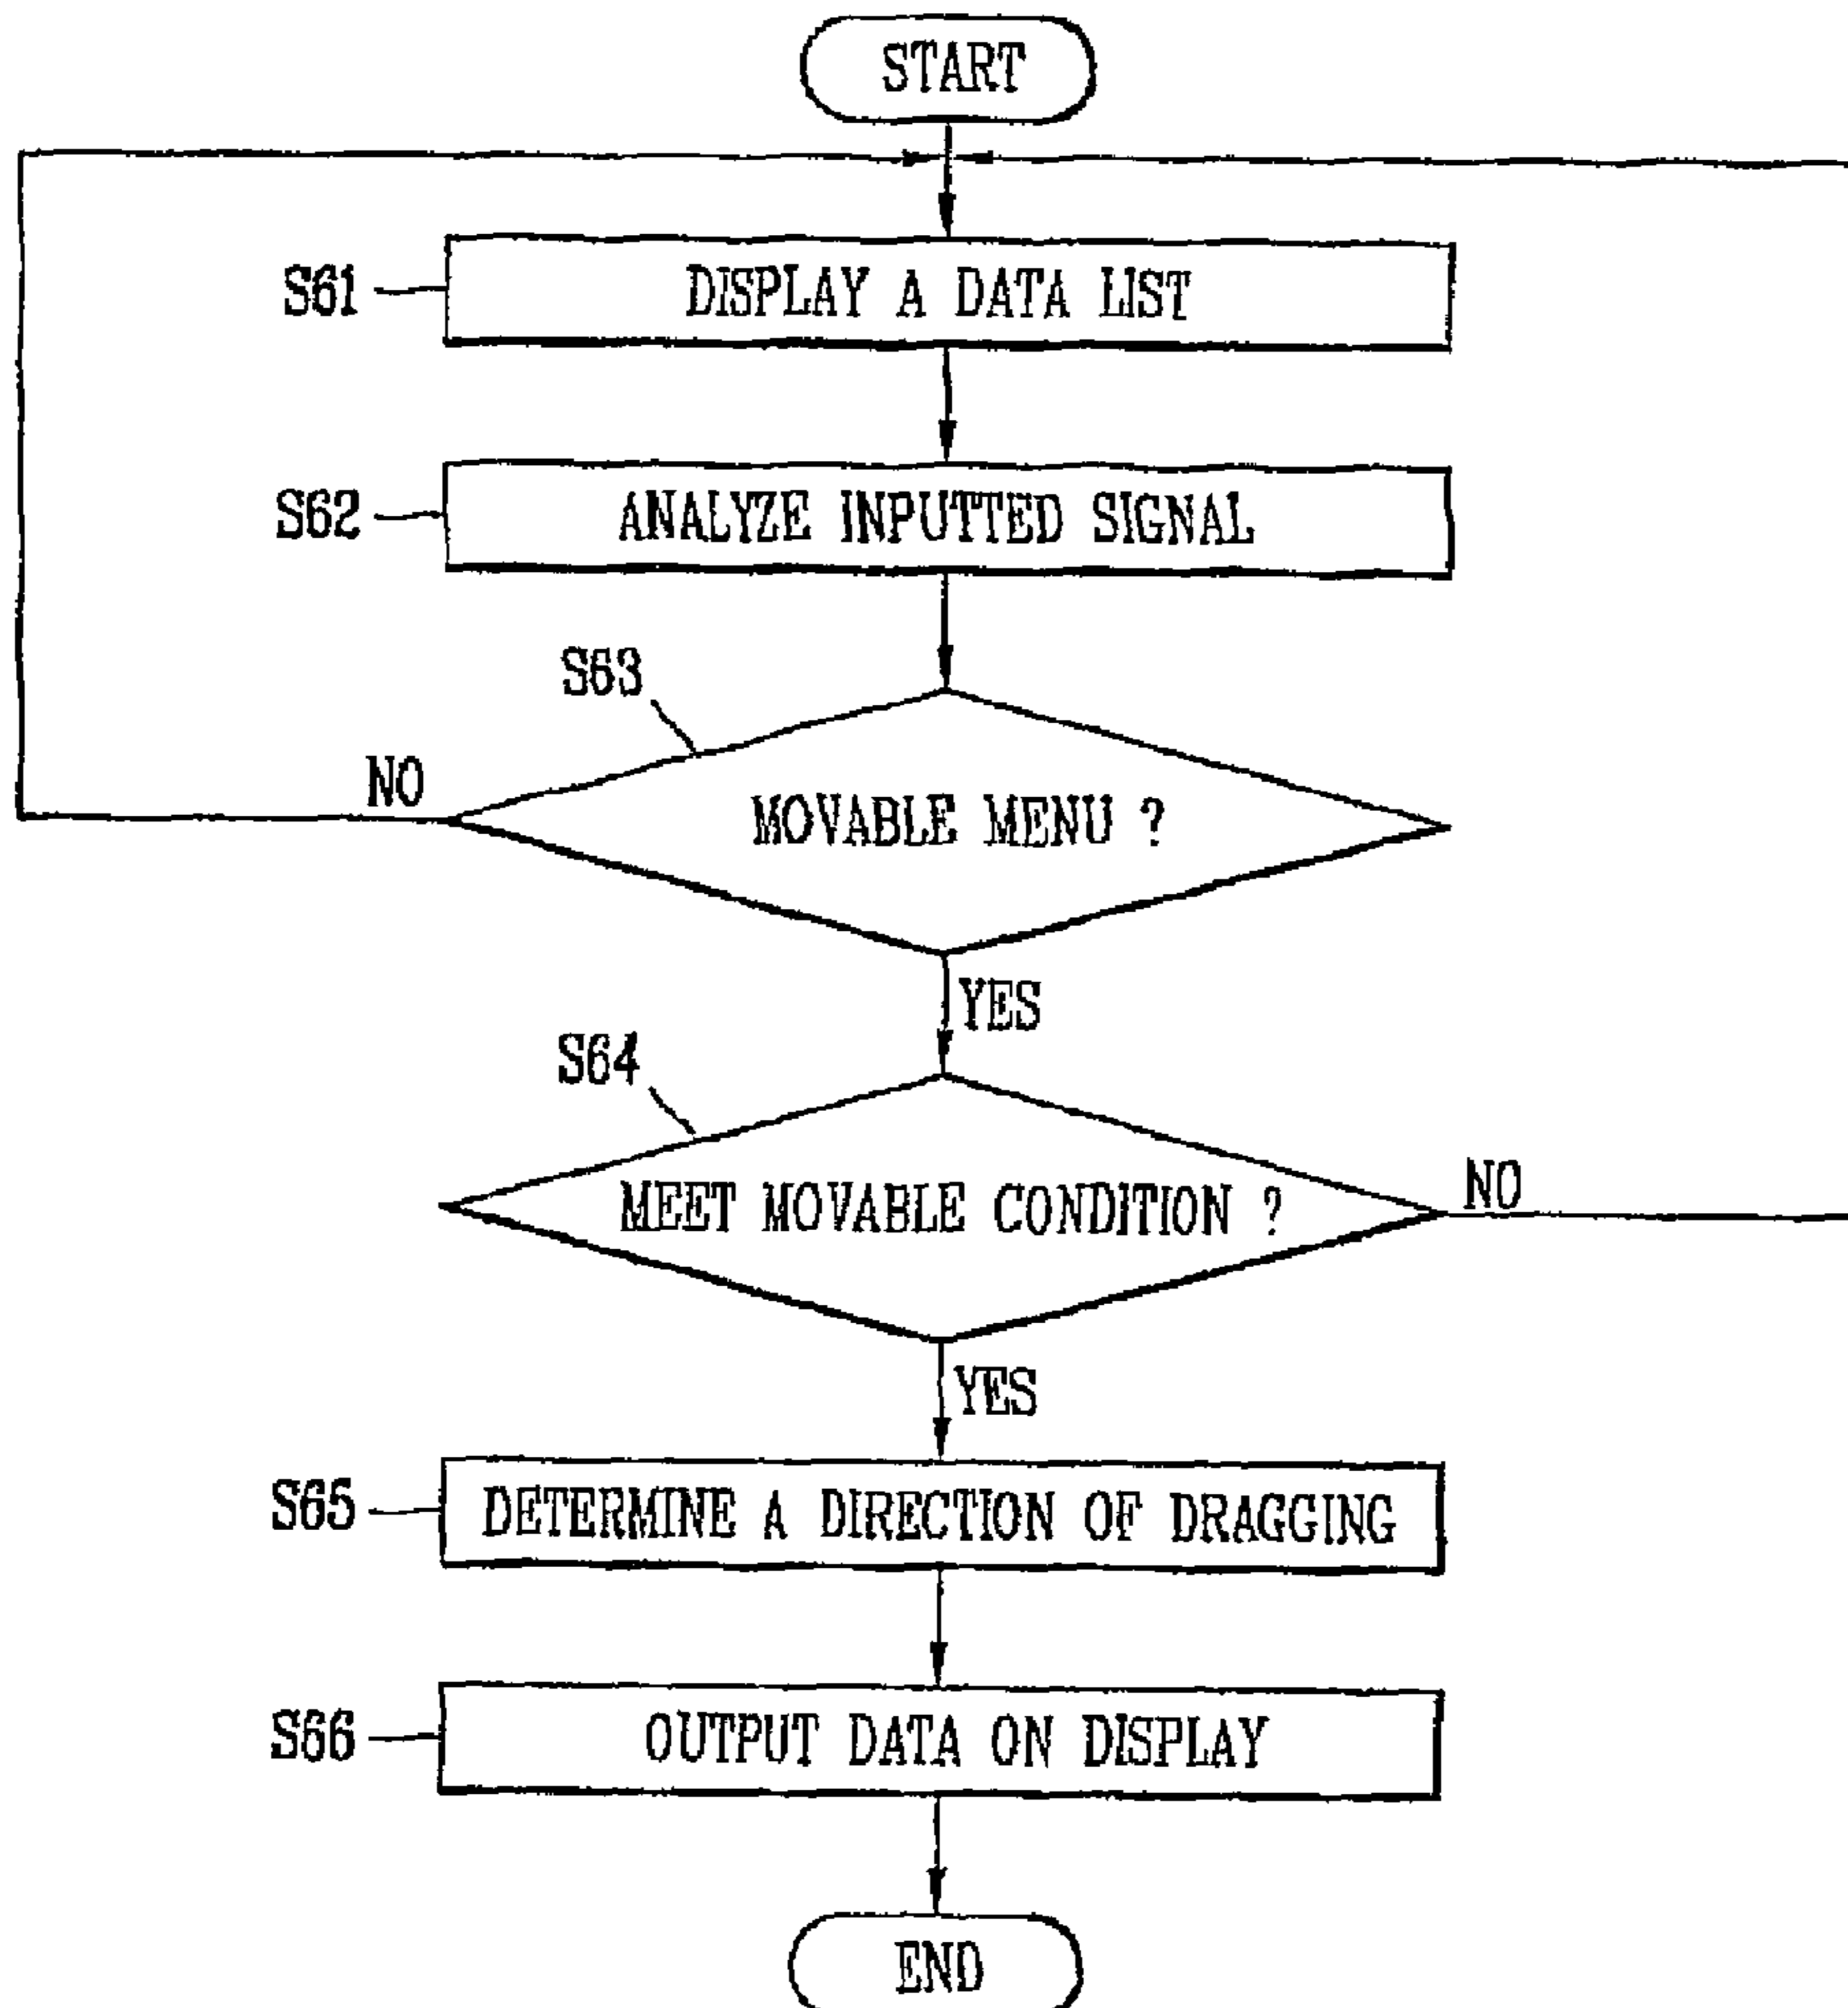 START
S61
DISPLAY A DATA LIST
S62
ANALYZE INPUTTED SIGNAL
S63
NO
MOVABLE MENU ?
YES
S64
MEET MOVABLE CONDITION ?
NO
YES
S65
DETERMINE A DIRECTION OF DRAGGING
S66
OUTPUT DATA ON DISPLAY
END